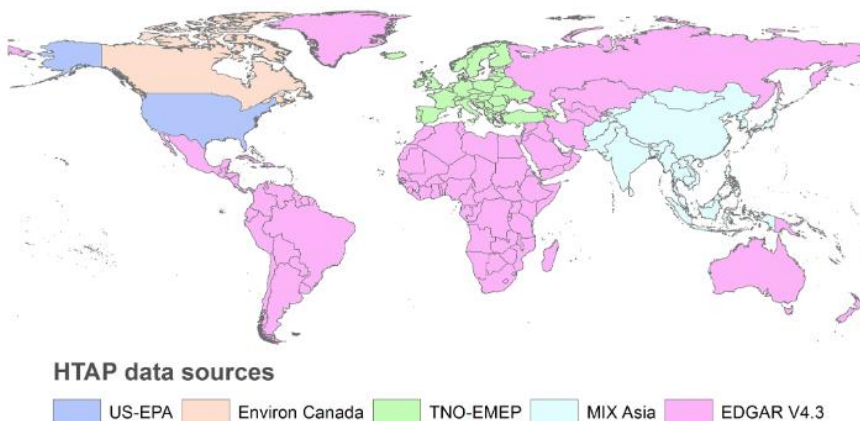 HTAP data sources
US-EPA Environ Canada TNO-EMEP MIX Asia EDGAR V4.3